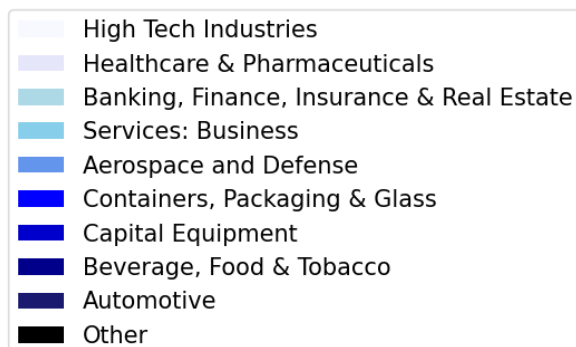 High Tech Industries
Healthcare & Pharmaceuticals
Banking, Finance, Insurance & Real Estate
Services: Business
Aerospace and Defense
Containers, Packaging & Glass
Capital Equipment
Beverage, Food & Tobacco
Automotive
Other